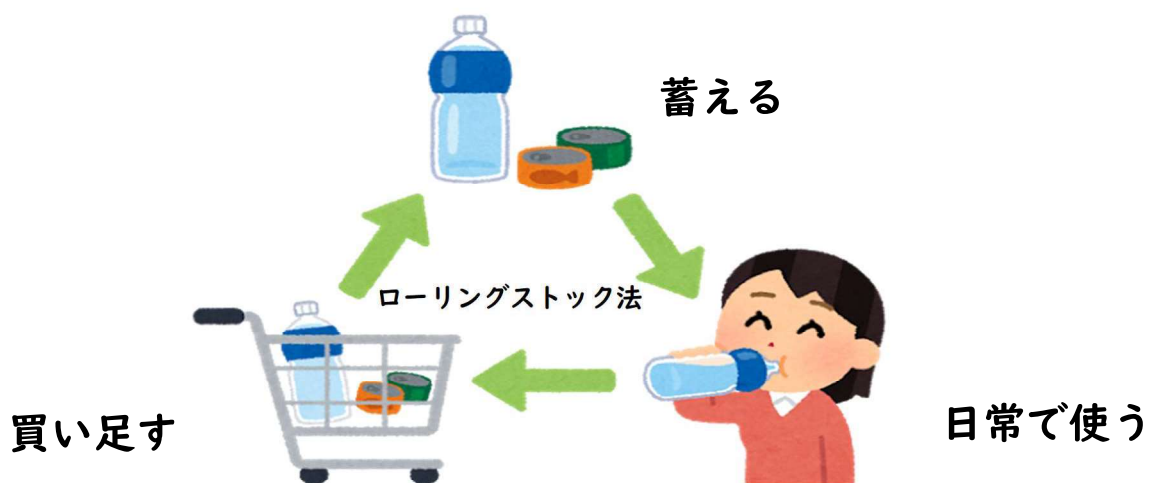 蓄える
ローリングストック法
買い足す
日常で使う